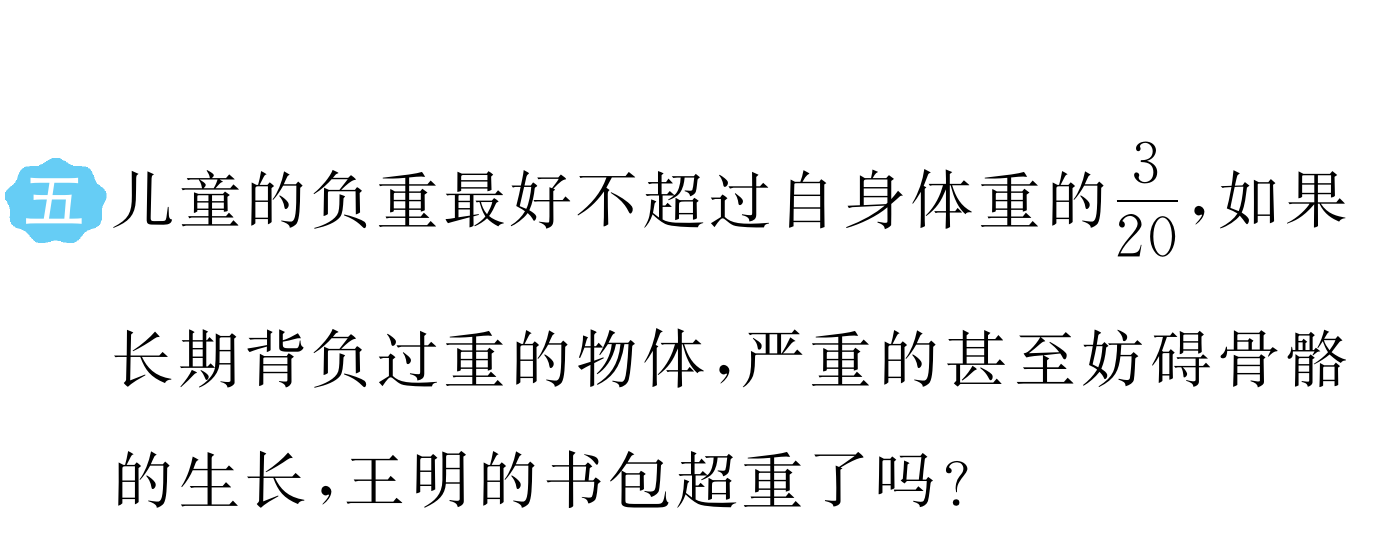 五 儿童的负重最好不超过自身体重的3/20,如果
长期背负过重的物体,严重的甚至妨碍骨骼
的生长,王明的书包超重了吗?